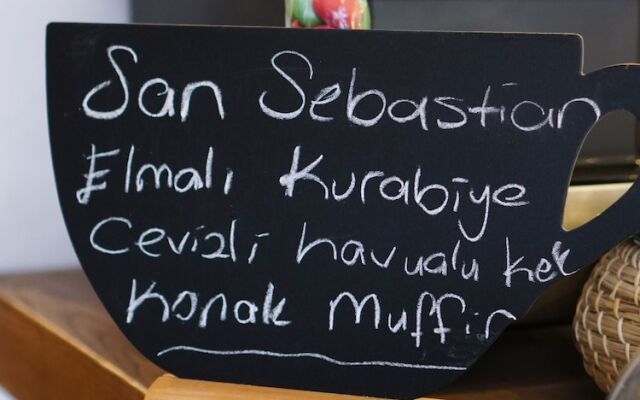 San Sebastian
Elmalı Kurabiye
Cevizli havuçlu kek
Konak Muffin